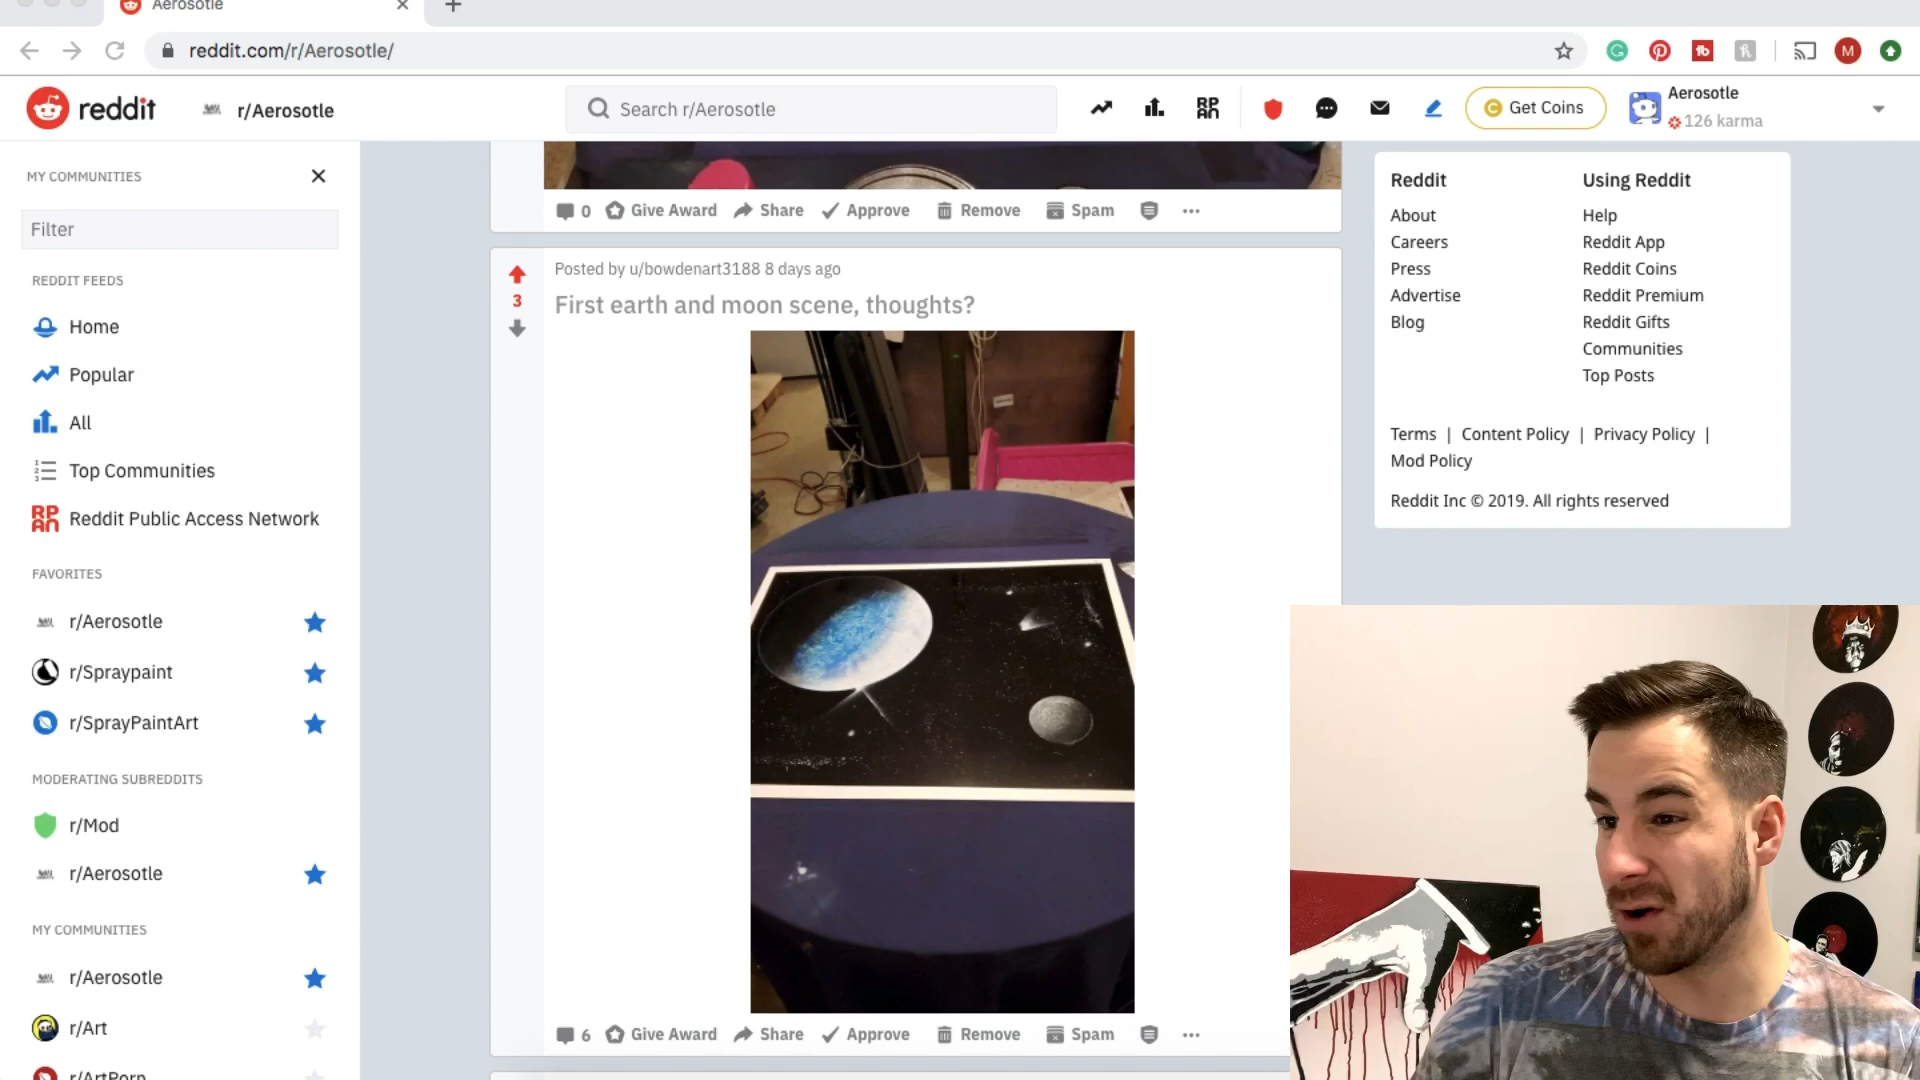 Aerosotle
reddit.com/r/Aerosotle/
M
reddit
r/Aerosotle
Search r/Aerosotle
Get Coins
Aerosotle
126 karma
MY COMMUNITIES
Filter
REDDIT FEEDS
Home
Popular
All
Top Communities
Reddit Public Access Network
FAVORITES
r/Aerosotle
r/Spraypaint
r/SprayPaintArt
MODERATING SUBREDDITS
r/Mod
r/Aerosotle
MY COMMUNITIES
r/Aerosotle
r/Art
r/ArtPorn
0 Give Award Share Approve Remove Spam
Posted by u/bowdenart3188 8 days ago
3
First earth and moon scene, thoughts?
6 Give Award Share Approve Remove Spam
Reddit
About
Careers
Press
Advertise
Blog
Using Reddit
Help
Reddit App
Reddit Coins
Reddit Premium
Reddit Gifts
Communities
Top Posts
Terms | Content Policy | Privacy Policy |
Mod Policy
Reddit Inc © 2019. All rights reserved